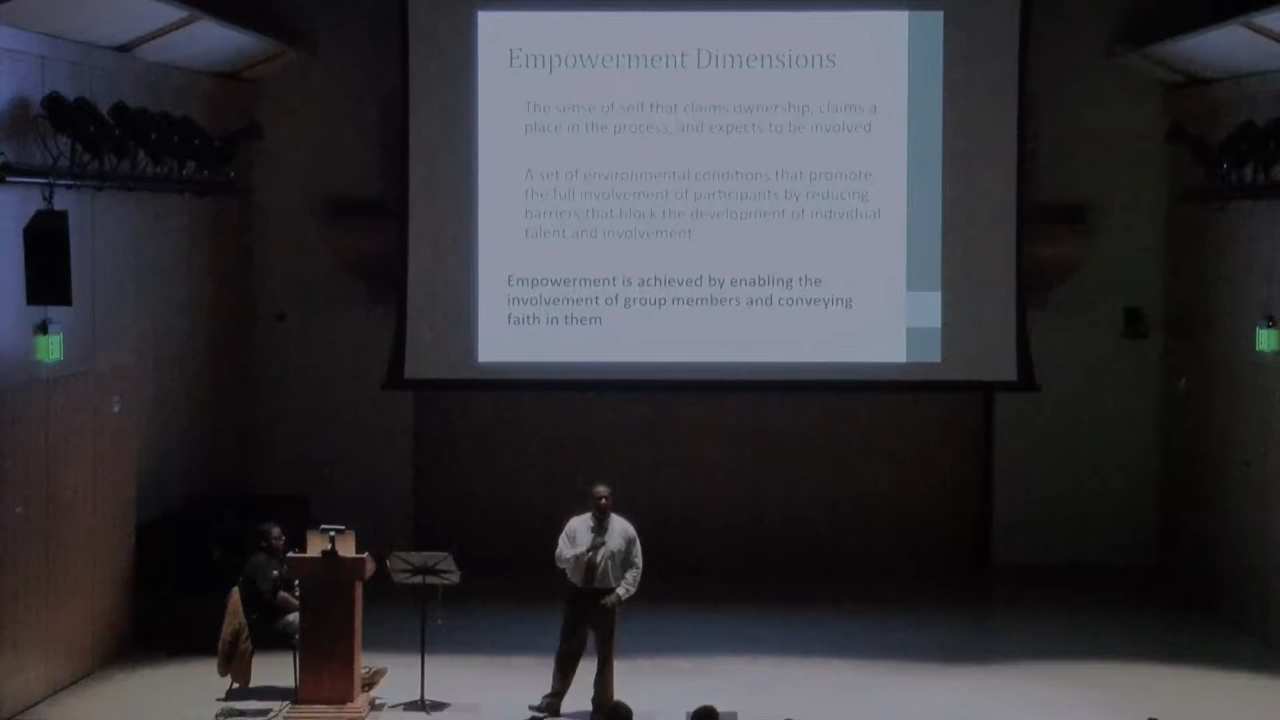 Empowerment Dimensions
The sense of self that claims ownership, claims a
place in the process, and expects to be involved
A set of environmental conditions that promote
the full involvement of participants by reducing
barriers that block the development of individual
talent and involvement
Empowerment is achieved by enabling the
involvement of group members and conveying
faith in them